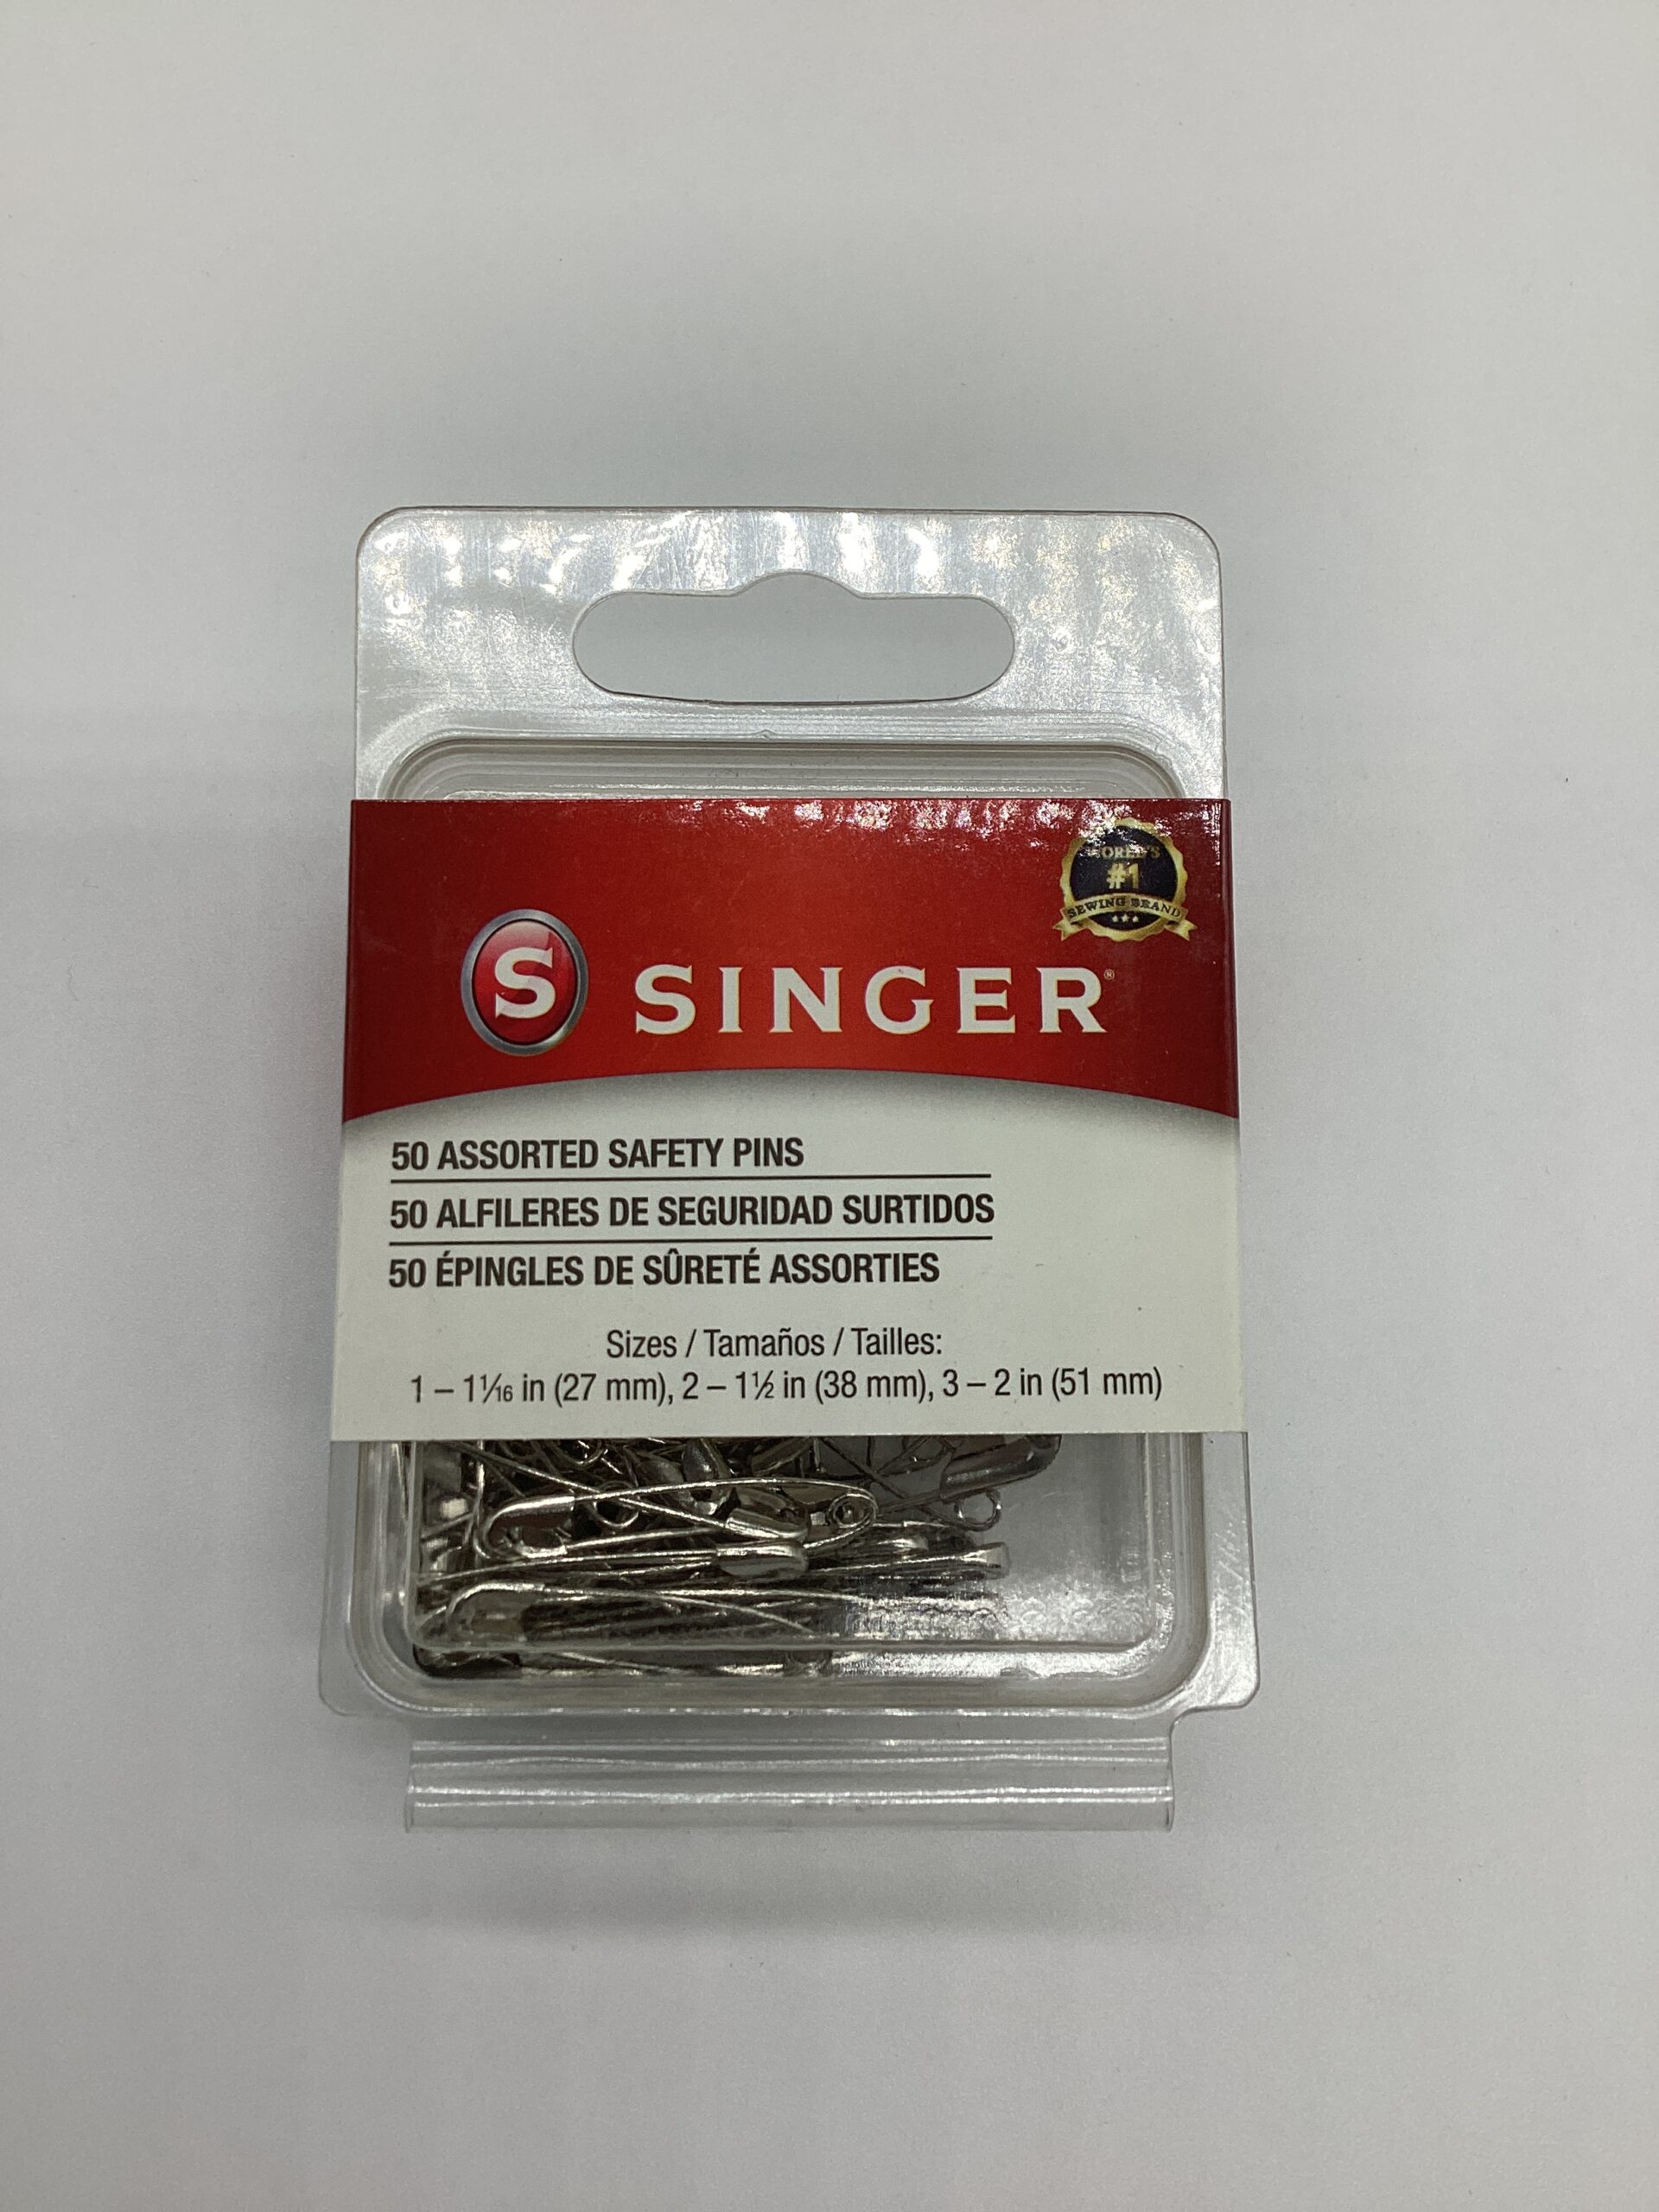 WORLD'S
#1
SEWING BRAND
S SINGER®
50 ASSORTED SAFETY PINS
50 ALFILERES DE SEGURIDAD SURTIDOS
50 ÉPINGLES DE SÛRETÉ ASSORTIES
Sizes / Tamaños / Tailles:
1 – 1 1/16 in (27 mm), 2 – 1½ in (38 mm), 3 – 2 in (51 mm)